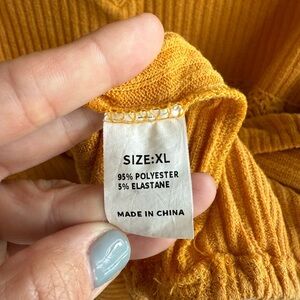 SIZE:XL
95% POLYESTER
5% ELASTANE
MADE IN CHINA